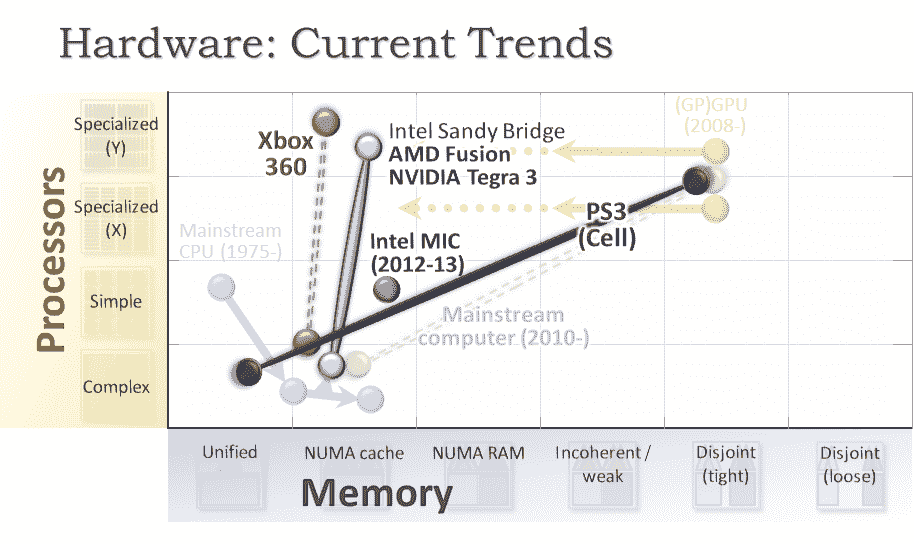 Hardware: Current Trends
Processors
Specialized
(Y)
Specialized
(X)
Simple
Complex
Xbox
360
Intel Sandy Bridge
AMD Fusion
NVIDIA Tegra 3
(GP)GPU
(2008-)
Mainstream
CPU (1975-)
Intel MIC
(2012-13)
PS3
(Cell)
Mainstream
computer (2010-)
Unified
NUMA cache
NUMA RAM
Incoherent /
weak
Disjoint
(tight)
Disjoint
(loose)
Memory